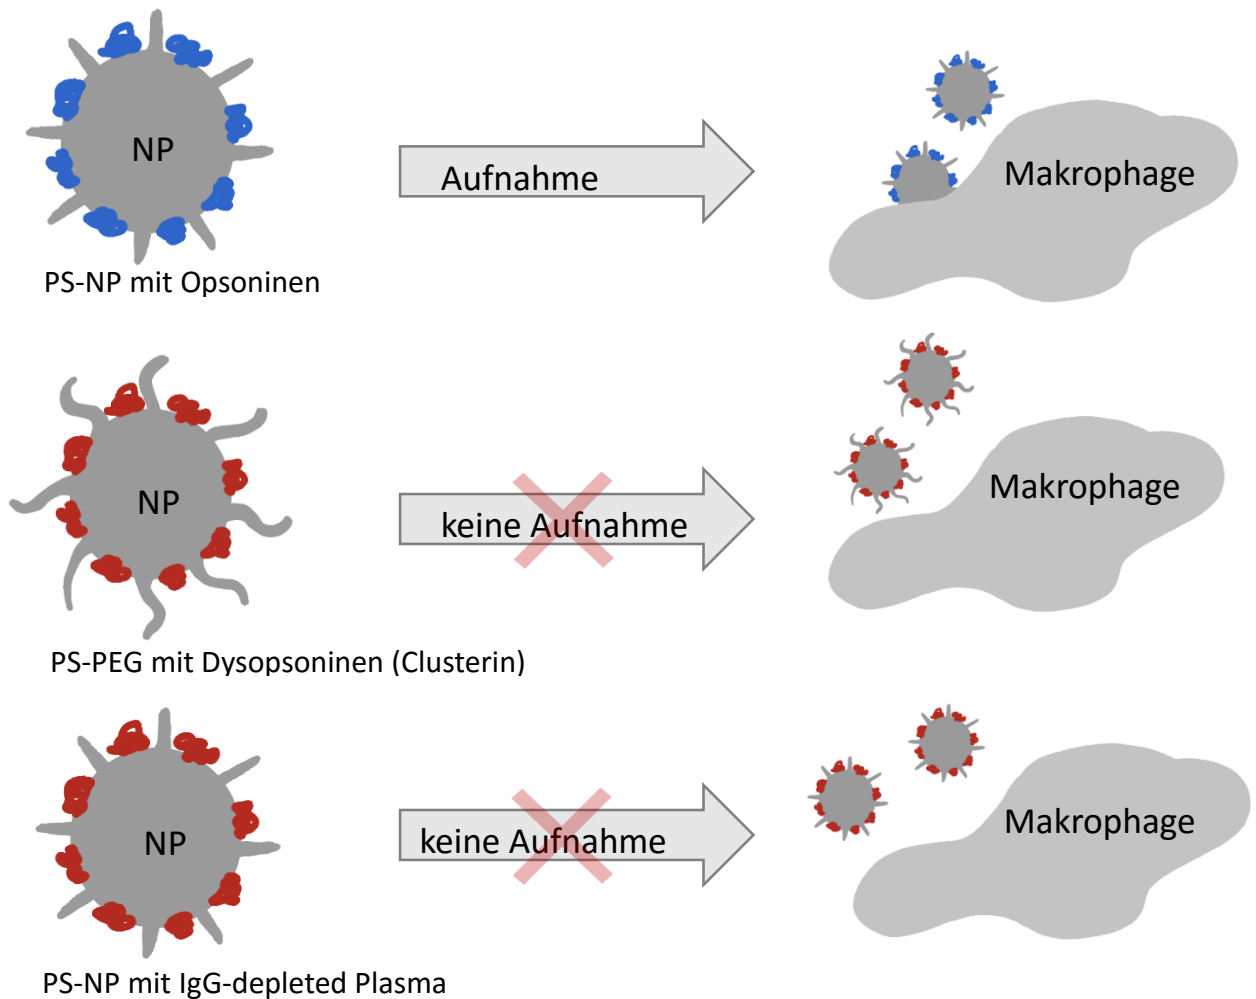 NP
Aufnahme
Makrophage
PS-NP mit Opsoninen
NP
keine Aufnahme
Makrophage
PS-PEG mit Dysopsoninen (Clusterin)
NP
keine Aufnahme
Makrophage
PS-NP mit IgG-depleted Plasma